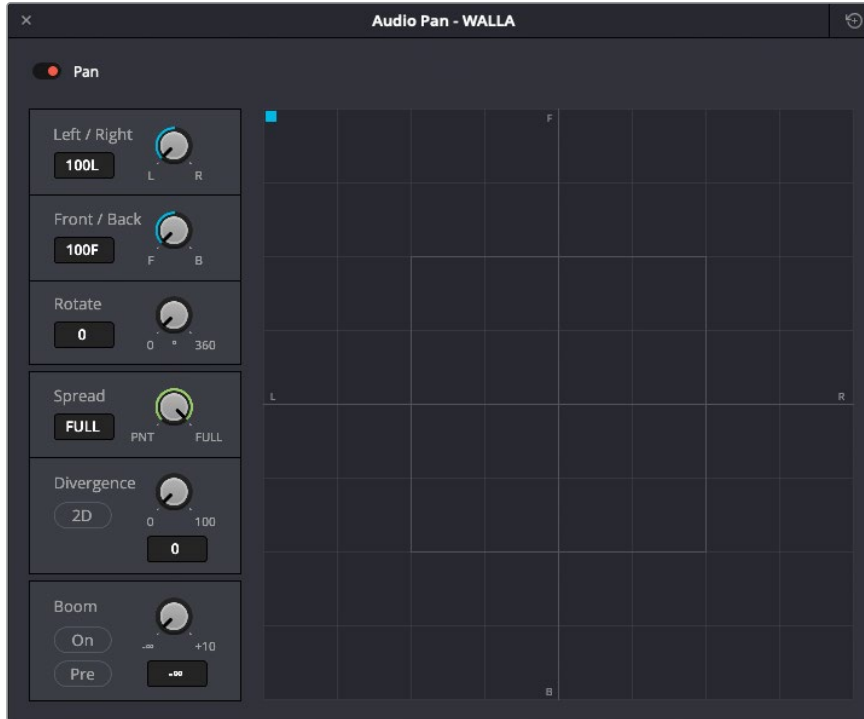 Audio Pan - WALLA
Pan
Left / Right
100L
L R
Front / Back
100F
F B
Rotate
0
0 ° 360
Spread
FULL
PNT FULL
Divergence
2D
0 100
0
Boom
On
-∞ +10
Pre
-∞
F
L R
B